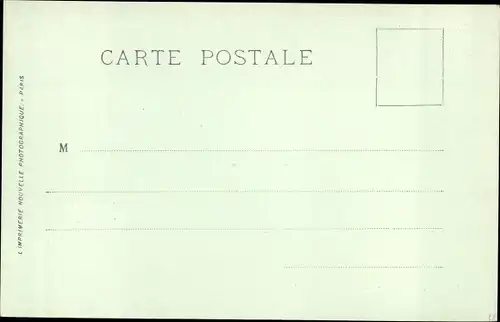 CARTE POSTALE
M
L'IMPRIMERIE NOUVELLE PHOTOGRAPHIQUE - PARIS